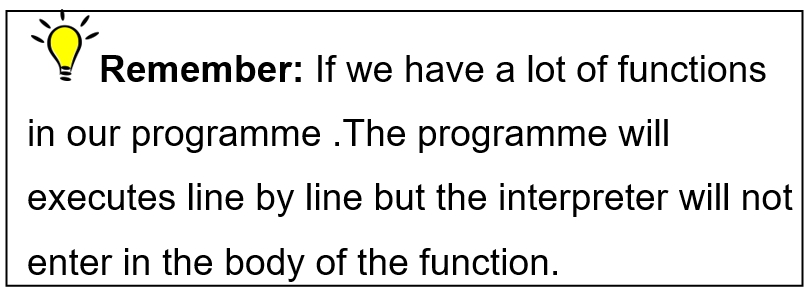 Remember: If we have a lot of functions
in our programme .The programme will
executes line by line but the interpreter will not
enter in the body of the function.